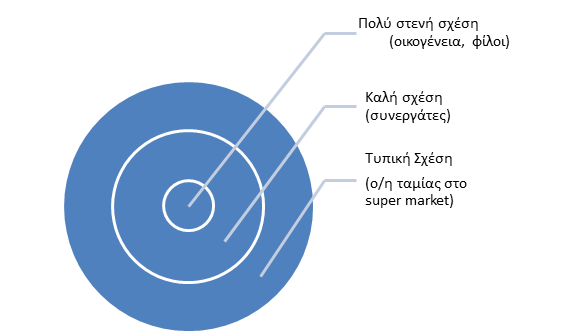 Πολύ στενή σχέση
(οικογένεια, φίλοι)
Καλή σχέση
(συνεργάτες)
Τυπική Σχέση
(ο/η ταμίας στο
super market)